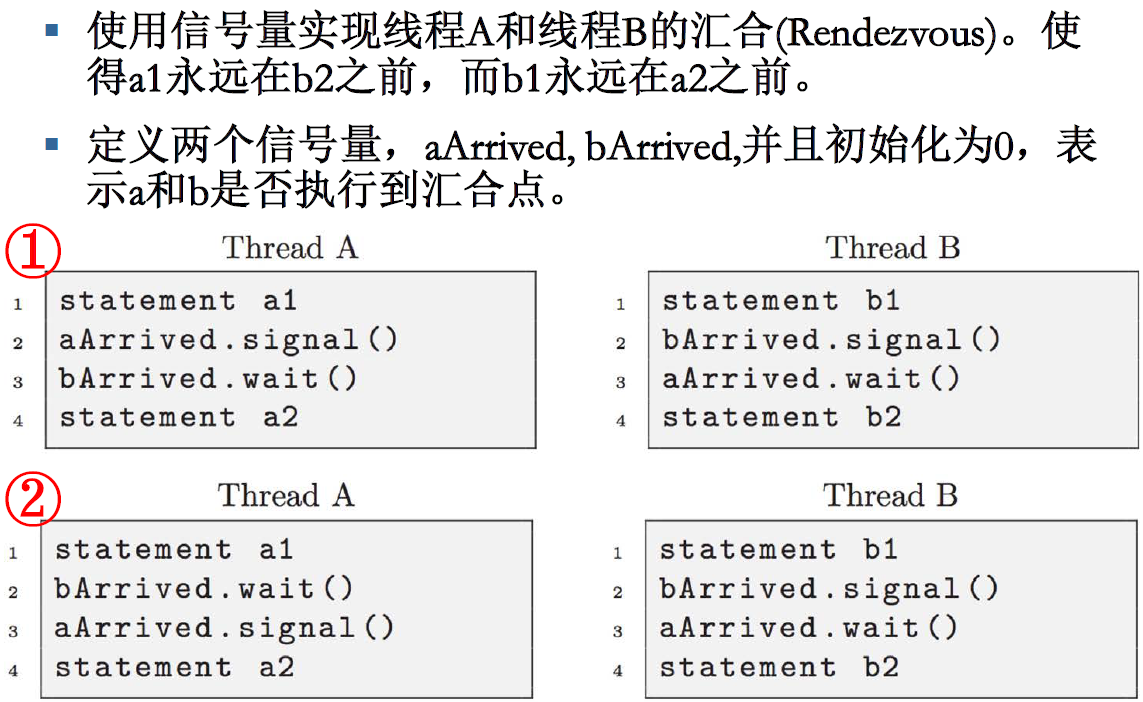 使用信号量实现线程A和线程B的汇合(Rendezvous)。使
得a1永远在b2之前，而b1永远在a2之前。
定义两个信号量，aArrived, bArrived,并且初始化为0，表
示a和b是否执行到汇合点。
①
Thread A
1 statement a1
2 aArrived.signal()
3 bArrived.wait()
4 statement a2
Thread B
1 statement b1
2 bArrived.signal()
3 aArrived.wait()
4 statement b2
②
Thread A
1 statement a1
2 bArrived.wait()
3 aArrived.signal()
4 statement a2
Thread B
1 statement b1
2 bArrived.signal()
3 aArrived.wait()
4 statement b2